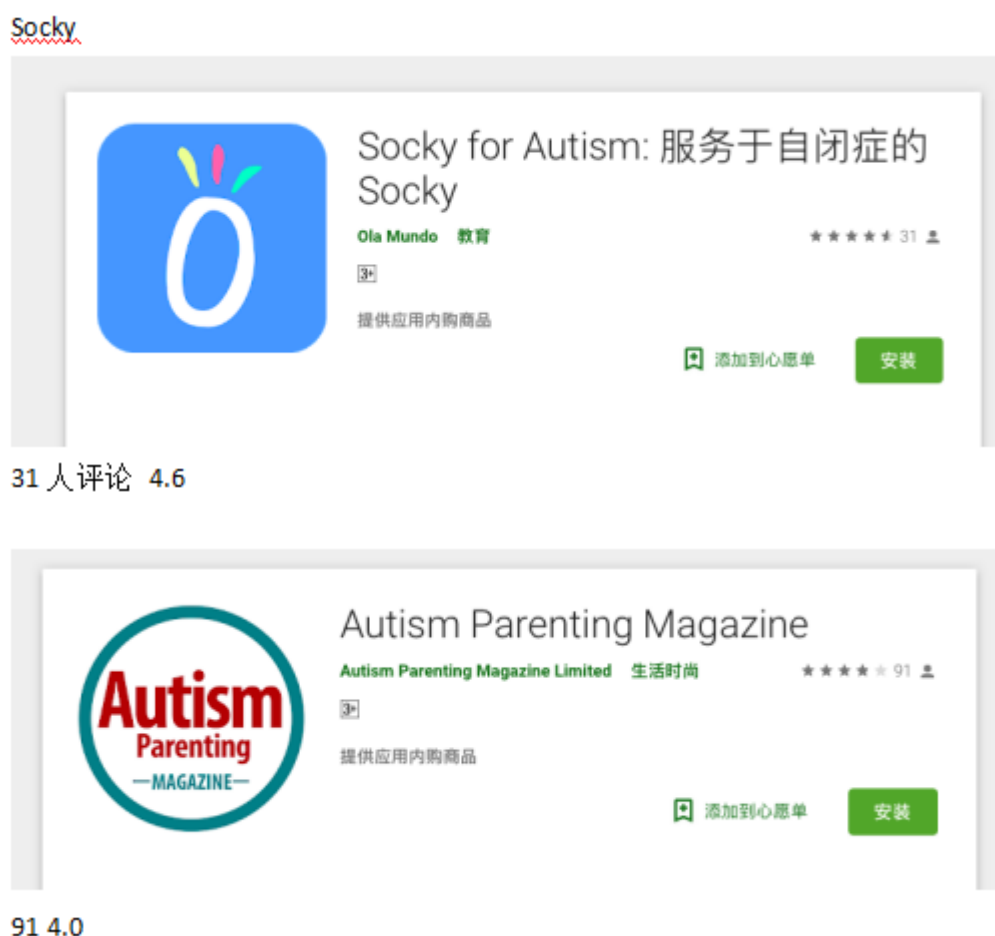 Socky
Socky for Autism: 服务于自闭症的
Socky
Ola Mundo 教育
31
3+
提供应用内购商品
添加到心愿单
安装
31 人评论 4.6
Autism
Parenting
—MAGAZINE—
Autism Parenting Magazine
Autism Parenting Magazine Limited 生活时尚
91
3+
提供应用内购商品
添加到心愿单
安装
91 4.0